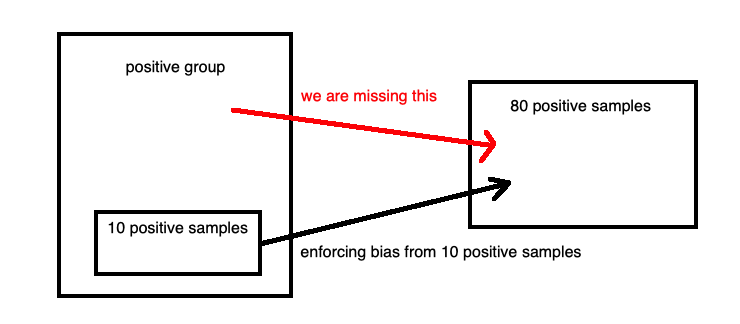 positive group
we are missing this
80 positive samples
10 positive samples
enforcing bias from 10 positive samples